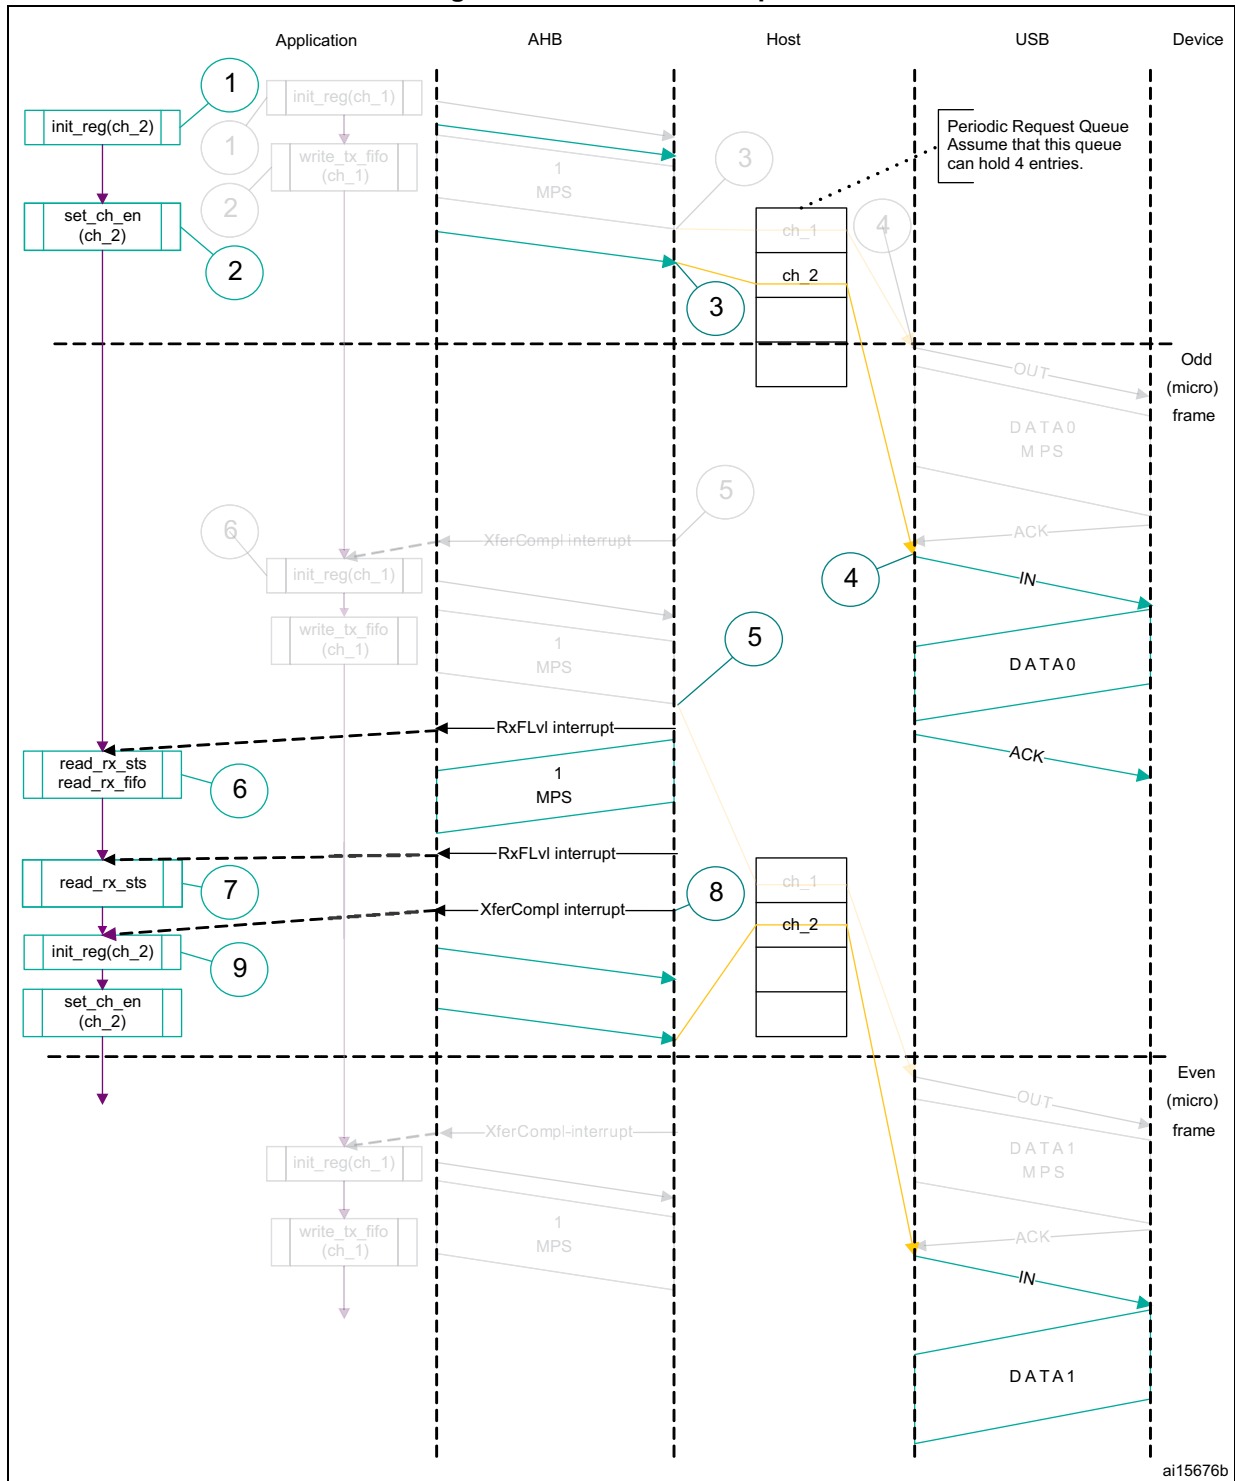 Application
AHB
Host
USB
Device
1
init_reg(ch_1)
init_reg(ch_2)
1
write_tx_fifo
(ch_1)
1
MPS
3
Periodic Request Queue
Assume that this queue
can hold 4 entries.
2
set_ch_en
(ch_2)
2
ch_1
4
ch_2
3
Odd
(micro)
frame
OUT
DATA0
MPS
5
6
XferCompl interrupt
ACK
init_reg(ch_1)
4
IN
write_tx_fifo
(ch_1)
1
MPS
5
DATA0
RxFLvl interrupt
ACK
read_rx_sts
read_rx_fifo
6
1
MPS
RxFLvl interrupt
read_rx_sts
7
ch_1
8
XferCompl interrupt
ch_2
init_reg(ch_2)
9
set_ch_en
(ch_2)
Even
(micro)
frame
OUT
XferCompl-interrupt
init_reg(ch_1)
DATA1
MPS
write_tx_fifo
(ch_1)
1
MPS
ACK
IN
DATA1
ai15676b